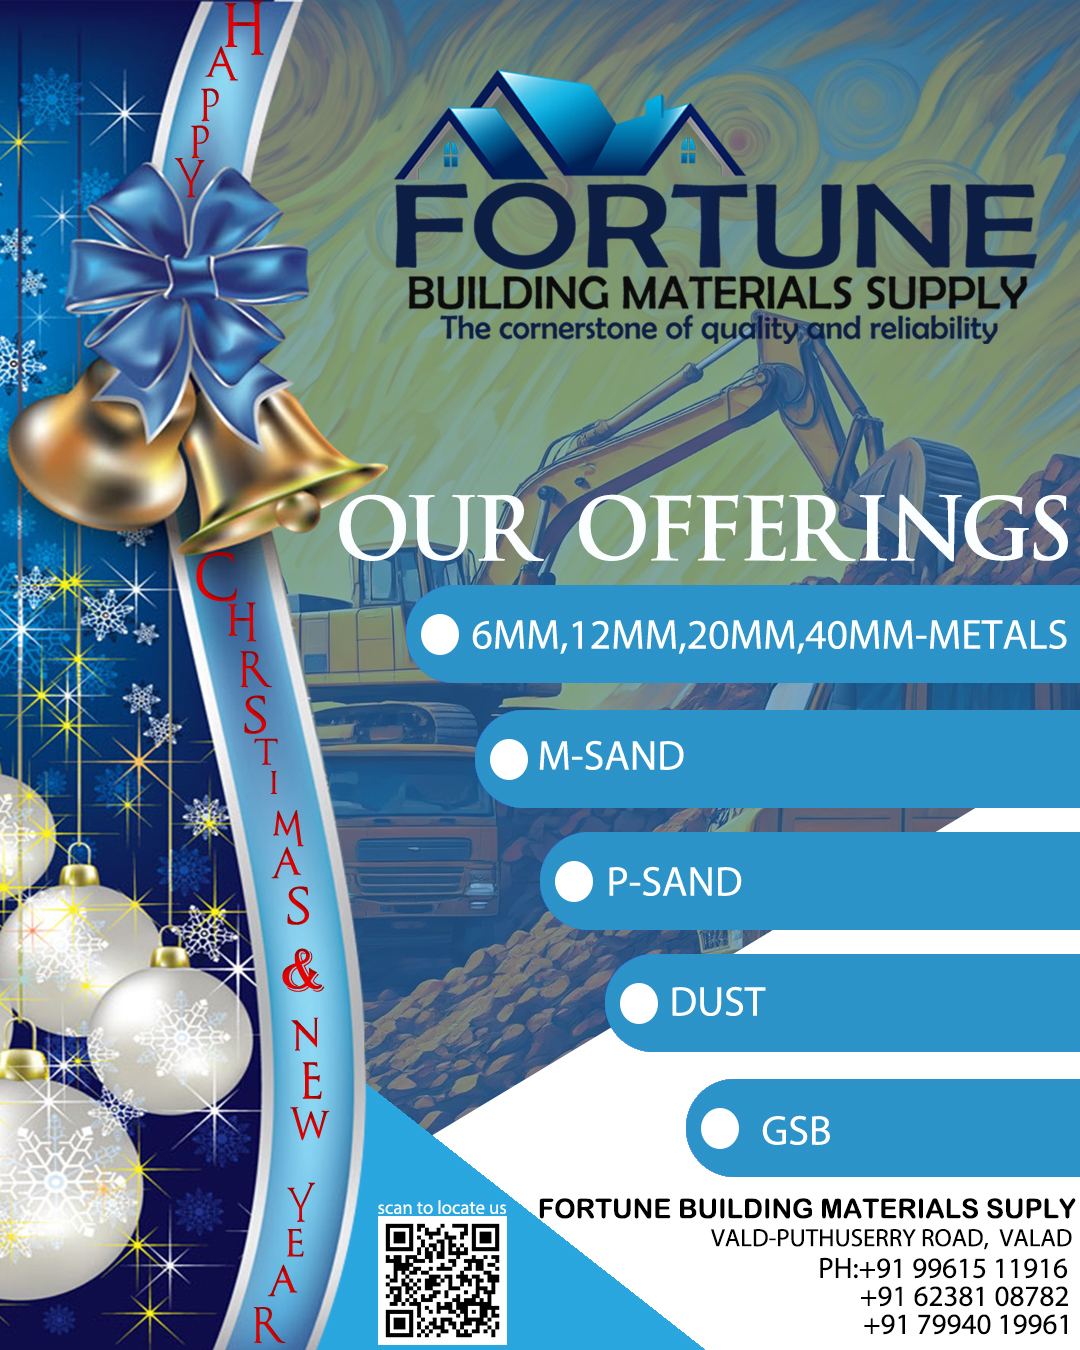 HAPPY
CHRSTIMAS & NEW YEAR
FORTUNE
BUILDING MATERIALS SUPPLY
The cornerstone of quality and reliability
OUR OFFERINGS
6MM,12MM,20MM,40MM-METALS
M-SAND
P-SAND
DUST
GSB
scan to locate us
FORTUNE BUILDING MATERIALS SUPLY
VALD-PUTHUSERRY ROAD, VALAD
PH:+91 99615 11916
+91 62381 08782
+91 79940 19961